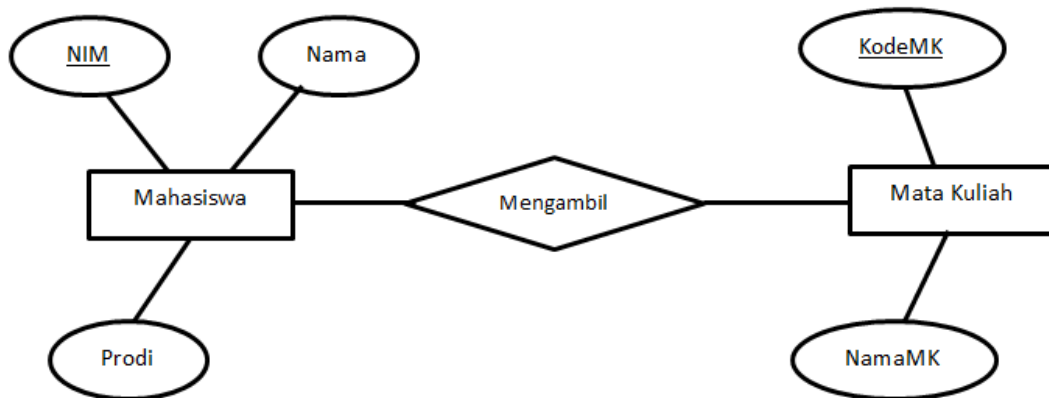 NIM
Nama
KodeMK
Mahasiswa
Mengambil
Mata Kuliah
Prodi
NamaMK